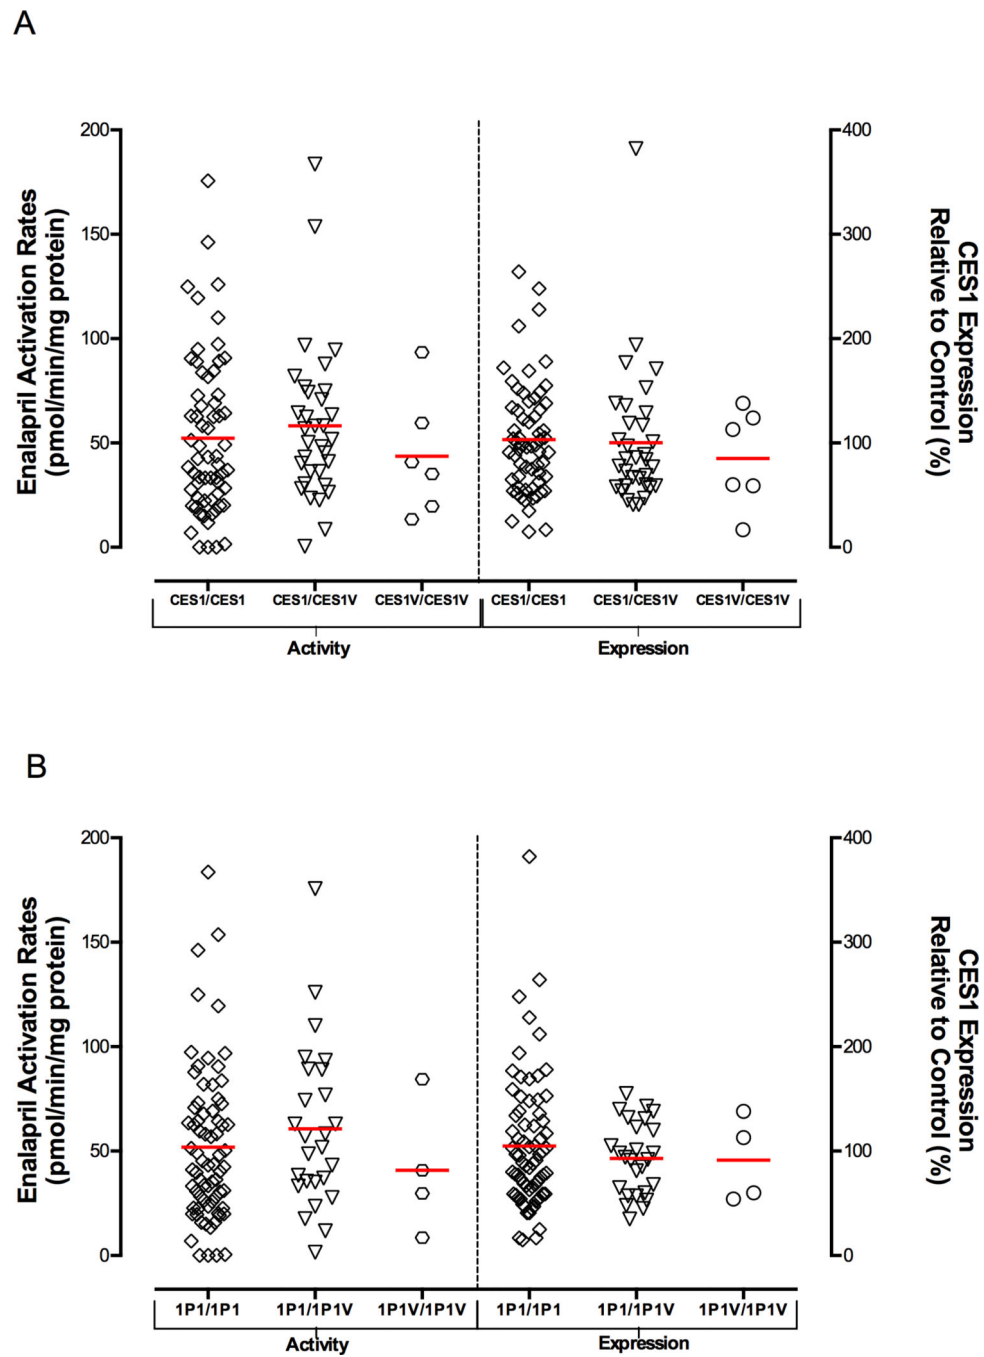 A
Enalapril Activation Rates
(pmol/min/mg protein)
200
150
100
50
0
400
300
200
100
0
CES1 Expression
Relative to Control (%)
CES1/CES1 CES1/CES1V CES1V/CES1V CES1/CES1 CES1/CES1V CES1V/CES1V
Activity Expression
B
Enalapril Activation Rates
(pmol/min/mg protein)
200
150
100
50
0
400
300
200
100
0
CES1 Expression
Relative to Control (%)
1P1/1P1 1P1/1P1V 1P1V/1P1V 1P1/1P1 1P1/1P1V 1P1V/1P1V
Activity Expression